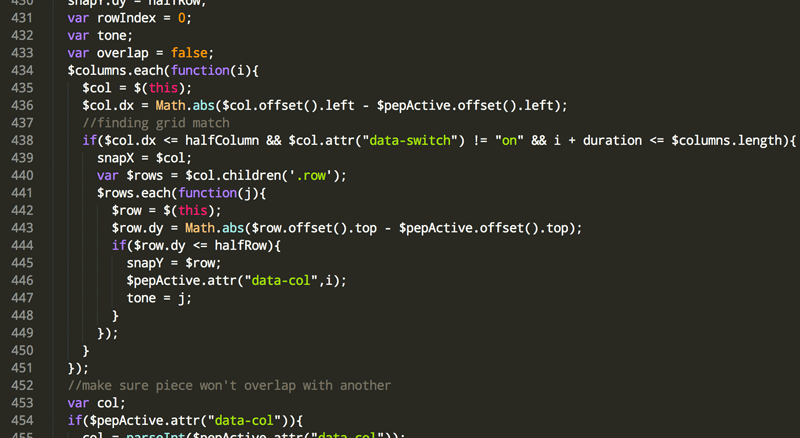 430 snapY.dy = halfRow;
431 var rowIndex = 0;
432 var tone;
433 var overlap = false;
434 $columns.each(function(i){
435 $col = $(this);
436 $col.dx = Math.abs($col.offset().left - $pepActive.offset().left);
437 //finding grid match
438 if($col.dx <= halfColumn && $col.attr("data-switch") != "on" && i + duration <= $columns.length){
439 snapX = $col;
440 var $rows = $col.children('.row');
441 $rows.each(function(j){
442 $row = $(this);
443 $row.dy = Math.abs($row.offset().top - $pepActive.offset().top);
444 if($row.dy <= halfRow){
445 snapY = $row;
446 $pepActive.attr("data-col",i);
447 tone = j;
448 }
449 });
450 }
451 });
452 //make sure piece won't overlap with another
453 var col;
454 if($pepActive.attr("data-col")){
455 col = parseInt($pepActive.attr("data-col"));